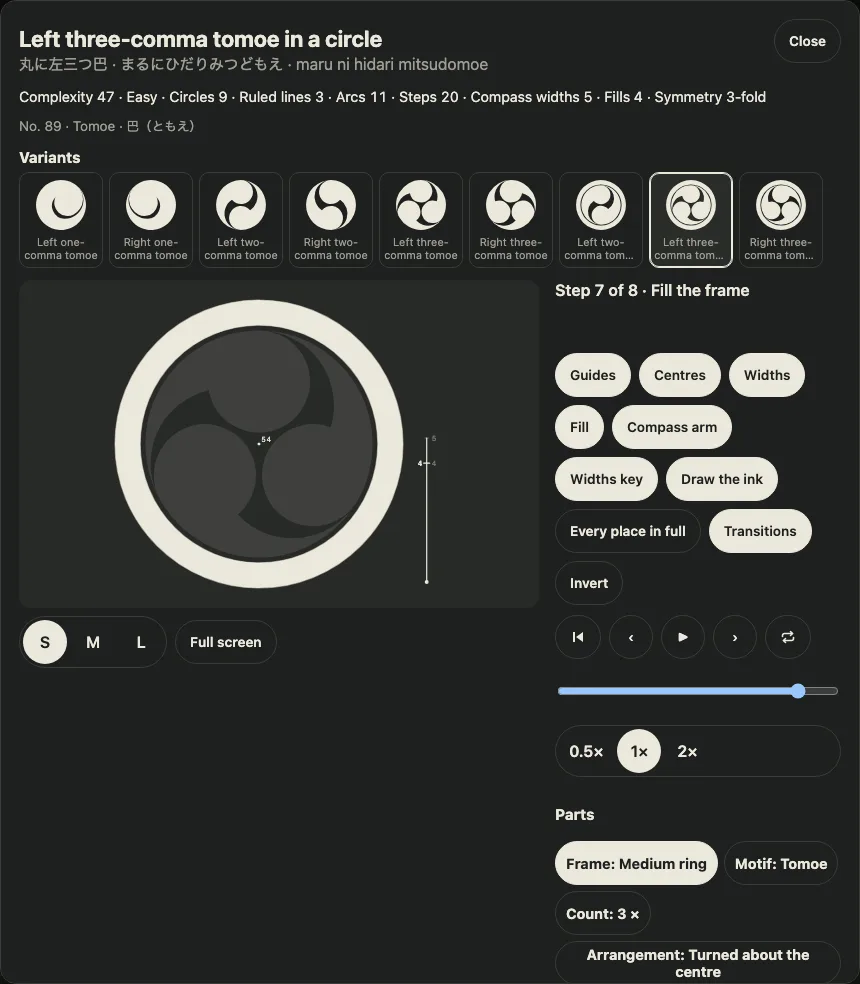 Left three-comma tomoe in a circle
Close
丸に左三つ巴 · まるにひだりみつどもえ · maru ni hidari mitsudomoe
Complexity 47 · Easy · Circles 9 · Ruled lines 3 · Arcs 11 · Steps 20 · Compass widths 5 · Fills 4 · Symmetry 3-fold
No. 89 · Tomoe · 巴（ともえ）
Variants
Left one-
comma tomoe
Right one-
comma tomoe
Left two-
comma tomoe
Right two-
comma tomoe
Left three-
comma tomoe
Right three-
comma tomoe
Left two-
comma tom...
Left three-
comma tom...
Right three-
comma tom...
Step 7 of 8 · Fill the frame
54
5
4
4
Guides
Centres
Widths
Fill
Compass arm
Widths key
Draw the ink
Every place in full
Transitions
Invert
S M L
Full screen
0.5×
1×
2×
Parts
Frame: Medium ring
Motif: Tomoe
Count: 3 ×
Arrangement: Turned about the
centre